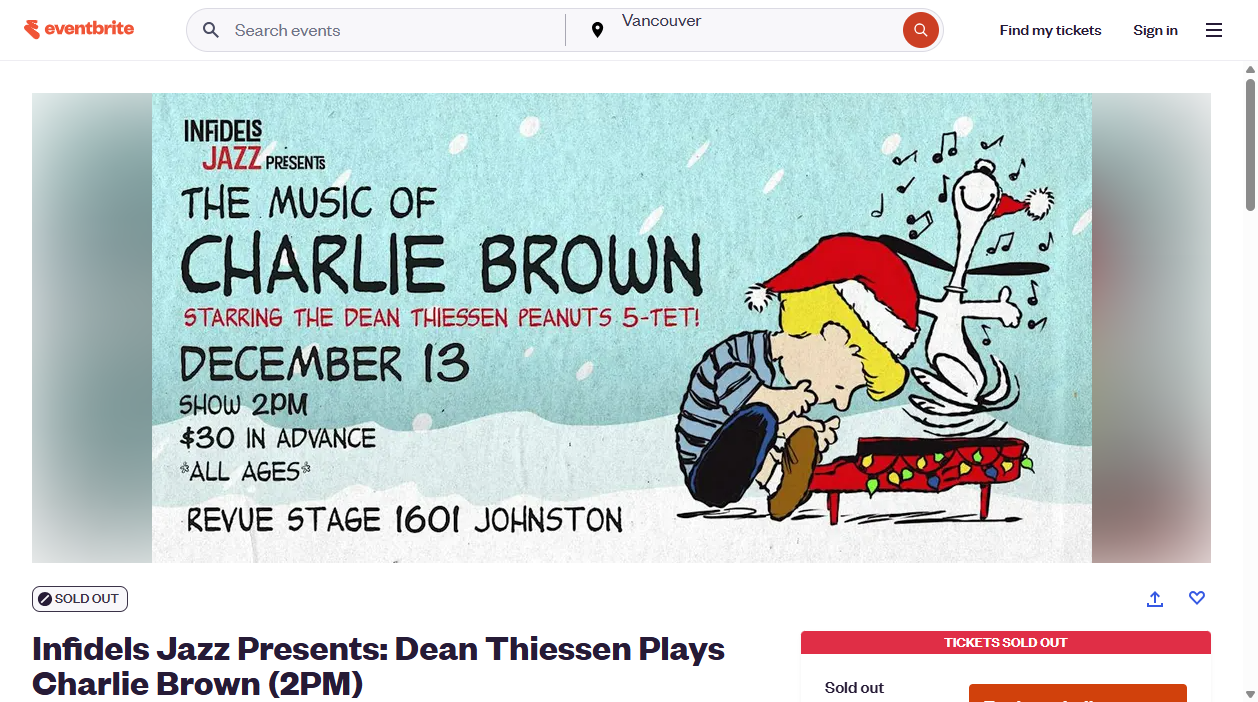 eventbrite
Search events
Vancouver
Find my tickets
Sign in
INFIDELS
JAZZ PRESENTS
THE MUSIC OF
CHARLIE BROWN
STARRING THE DEAN THIESSEN PEANUTS 5-TET!
DECEMBER 13
SHOW 2PM
$30 IN ADVANCE
*ALL AGES*
REVUE STAGE 1601 JOHNSTON
SOLD OUT
Infidels Jazz Presents: Dean Thiessen Plays
Charlie Brown (2PM)
TICKETS SOLD OUT
Sold out